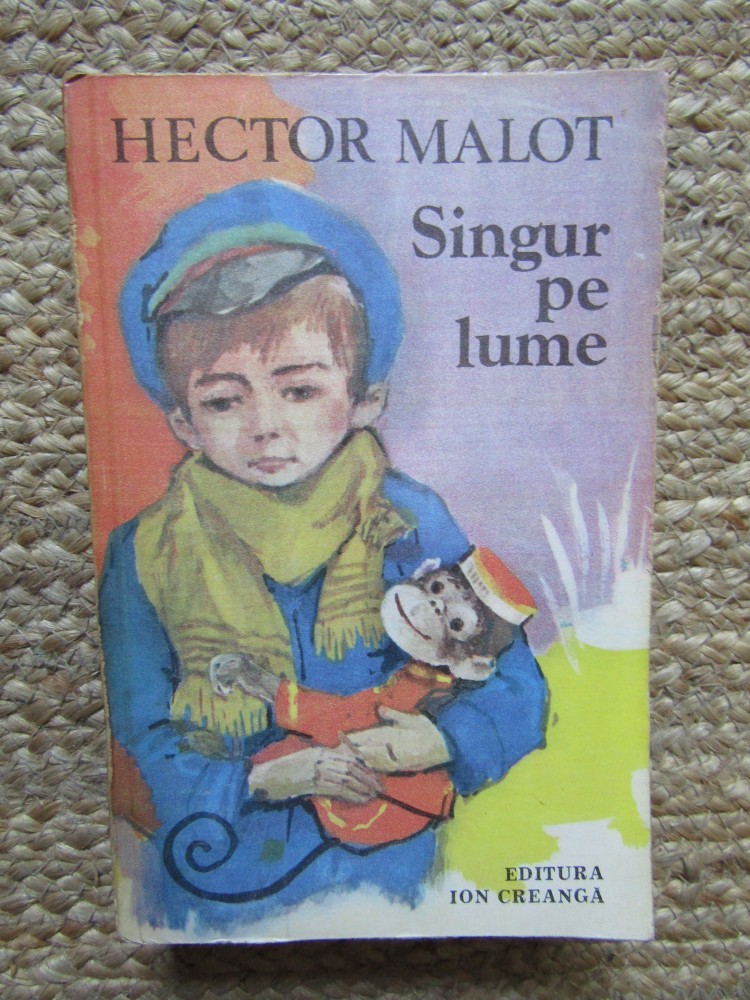 HECTOR MALOT
Singur
pe
lume
EDITURA
ION CREANGĂ